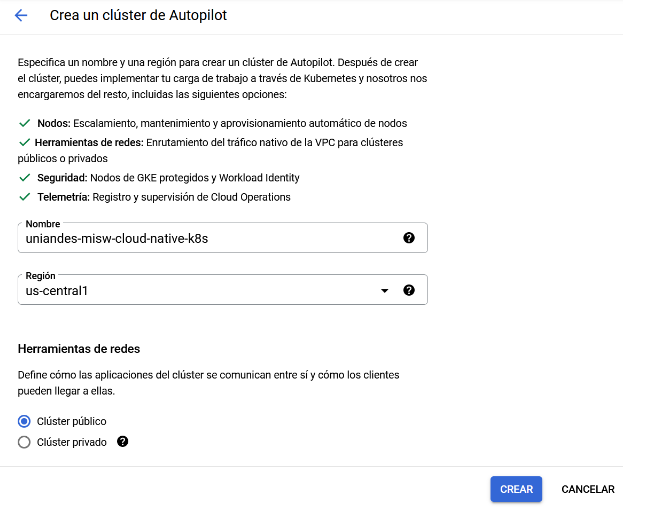 Crea un clúster de Autopilot
Especifica un nombre y una región para crear un clúster de Autopilot. Después de crear
el clúster, puedes implementar tu carga de trabajo a través de Kubernetes y nosotros nos
encargaremos del resto, incluidas las siguientes opciones:
Nodos: Escalamiento, mantenimiento y aprovisionamiento automático de nodos
Herramientas de redes: Enrutamiento del tráfico nativo de la VPC para clústeres
públicos o privados
Seguridad: Nodos de GKE protegidos y Workload Identity
Telemetría: Registro y supervisión de Cloud Operations
Nombre
uniandes-misw-cloud-native-k8s
Región
us-central1
Herramientas de redes
Define cómo las aplicaciones del clúster se comunican entre sí y cómo los clientes
pueden llegar a ellas.
Clúster público
Clúster privado
CREAR CANCELAR